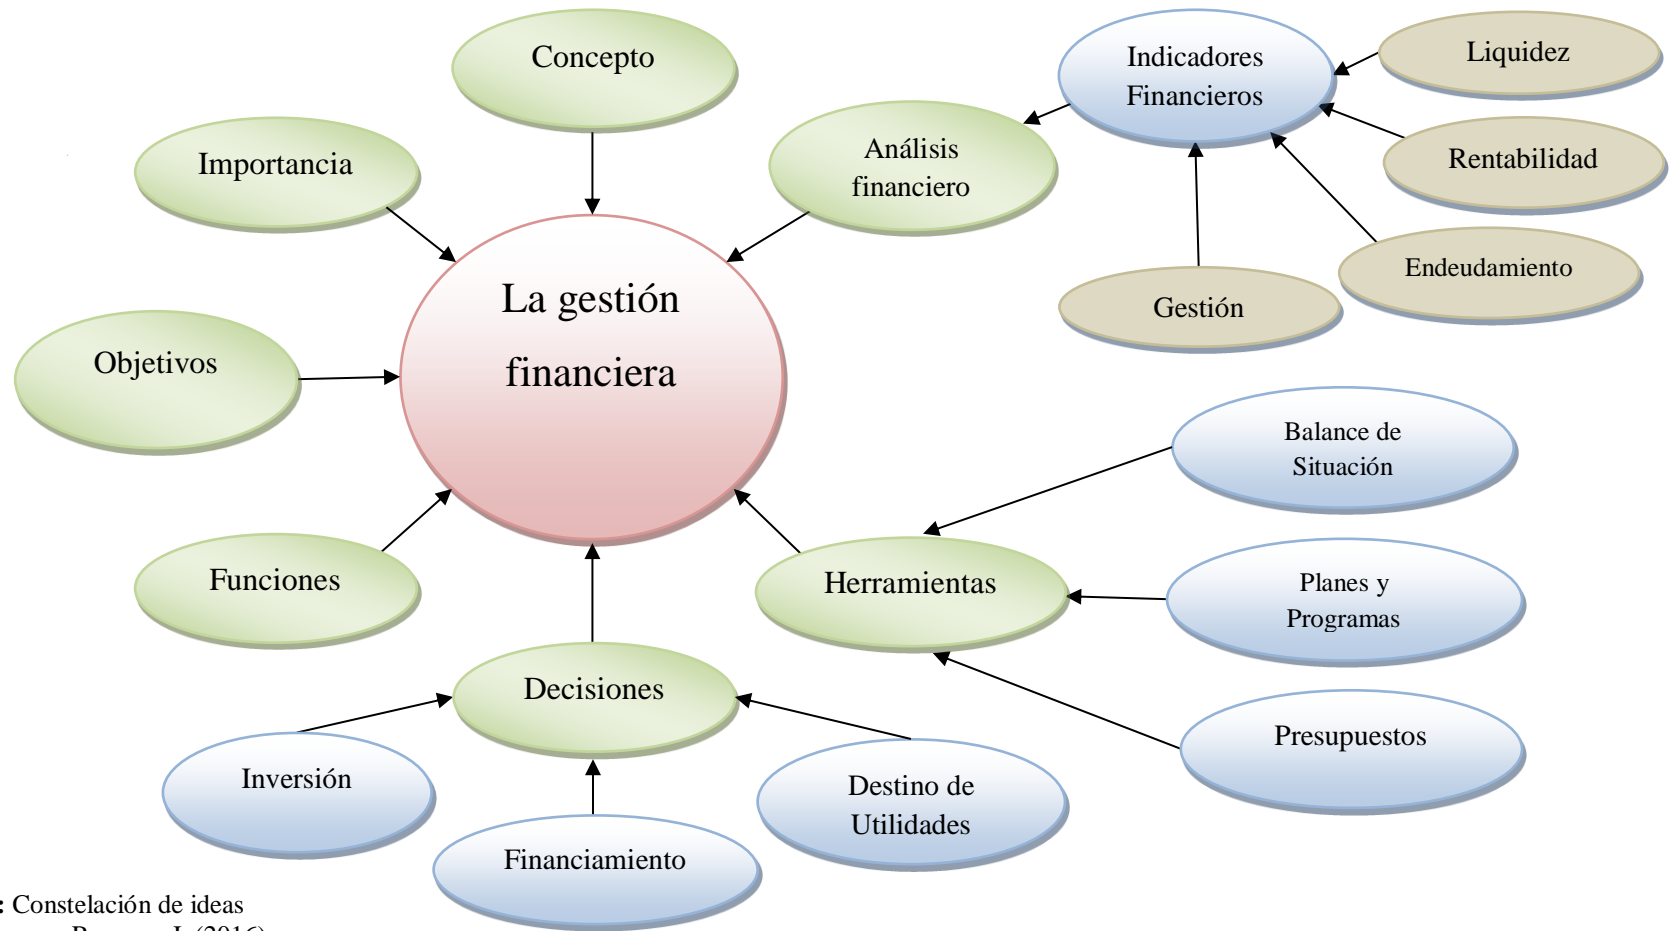 Concepto
Indicadores
Financieros
Liquidez
Importancia
Análisis
financiero
Rentabilidad
Endeudamiento
Gestión
La gestión
financiera
Objetivos
Balance de
Situación
Funciones
Herramientas
Planes y
Programas
Decisiones
Presupuestos
Inversión
Destino de
Utilidades
Financiamiento
: Constelación de ideas
(2016)